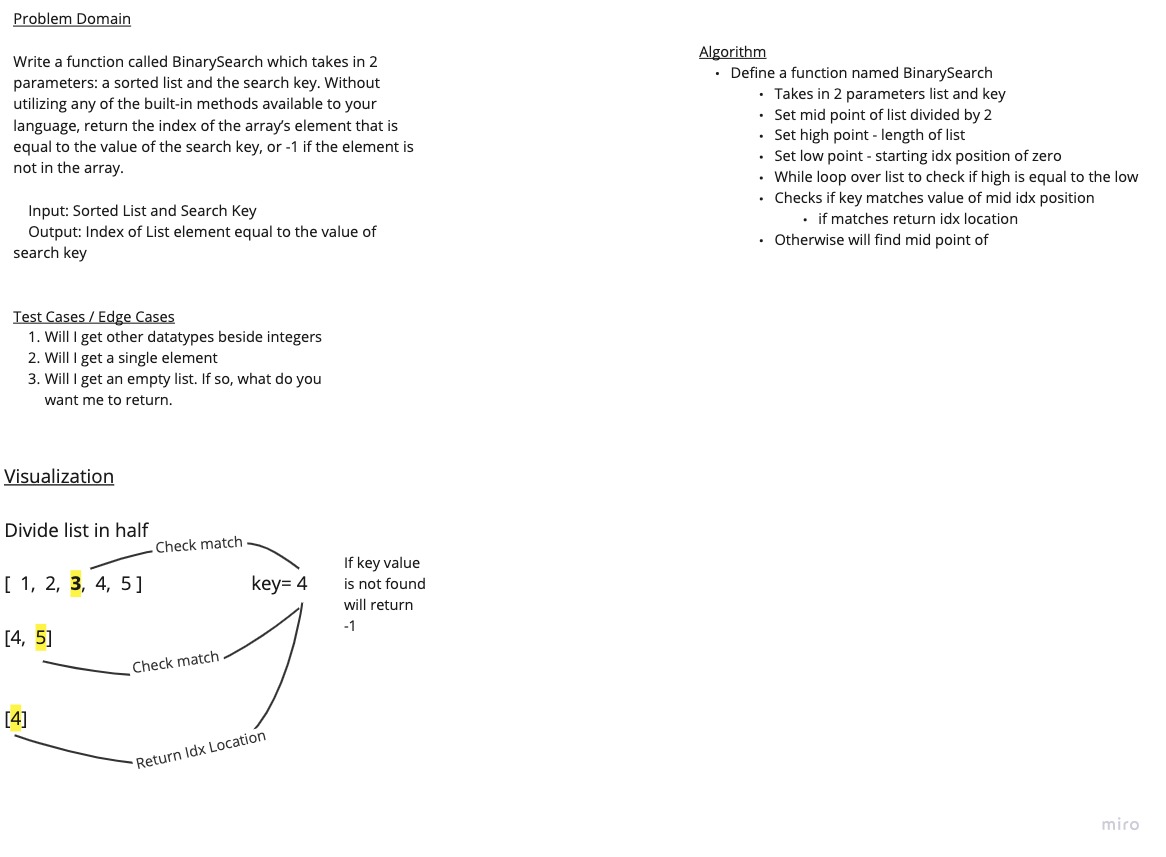 Problem Domain
Write a function called BinarySearch which takes in 2
parameters: a sorted list and the search key. Without
utilizing any of the built-in methods available to your
language, return the index of the array’s element that is
equal to the value of the search key, or -1 if the element is
not in the array.
Input: Sorted List and Search Key
Output: Index of List element equal to the value of
search key
Test Cases / Edge Cases
1. Will I get other datatypes beside integers
2. Will I get a single element
3. Will I get an empty list. If so, what do you
want me to return.
Algorithm
• Define a function named BinarySearch
• Takes in 2 parameters list and key
• Set mid point of list divided by 2
• Set high point - length of list
• Set low point - starting idx position of zero
• While loop over list to check if high is equal to the low
• Checks if key matches value of mid idx position
• if matches return idx location
• Otherwise will find mid point of
Visualization
Divide list in half
Check match
[ 1, 2, 3, 4, 5 ]
key= 4
If key value
is not found
will return
-1
[4, 5]
Check match
[4]
Return Idx Location
miro